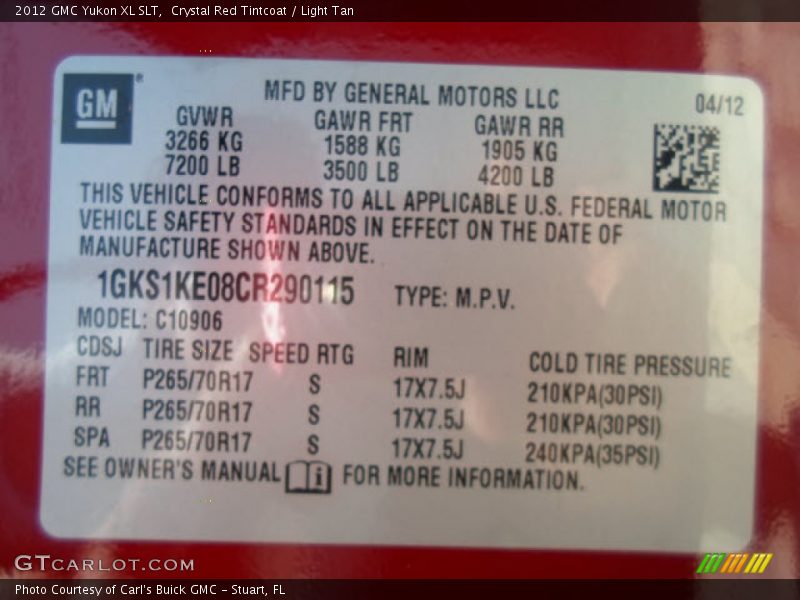 2012 GMC Yukon XL SLT,  Crystal Red Tintcoat / Light Tan
GM ®
MFD BY GENERAL MOTORS LLC
04/12
GVWR GAWR FRT GAWR RR
3266 KG 1588 KG 1905 KG
7200 LB 3500 LB 4200 LB
THIS VEHICLE CONFORMS TO ALL APPLICABLE U.S. FEDERAL MOTOR
VEHICLE SAFETY STANDARDS IN EFFECT ON THE DATE OF
MANUFACTURE SHOWN ABOVE.
1GKS1KE08CR290115 TYPE: M.P.V.
MODEL: C10906
CDSJ TIRE SIZE SPEED RTG RIM COLD TIRE PRESSURE
FRT P265/70R17 S 17X7.5J 210KPA(30PSI)
RR P265/70R17 S 17X7.5J 210KPA(30PSI)
SPA P265/70R17 S 17X7.5J 240KPA(35PSI)
SEE OWNER'S MANUAL i FOR MORE INFORMATION.
GTCARLOT.COM
Photo Courtesy of Carl's Buick GMC - Stuart, FL